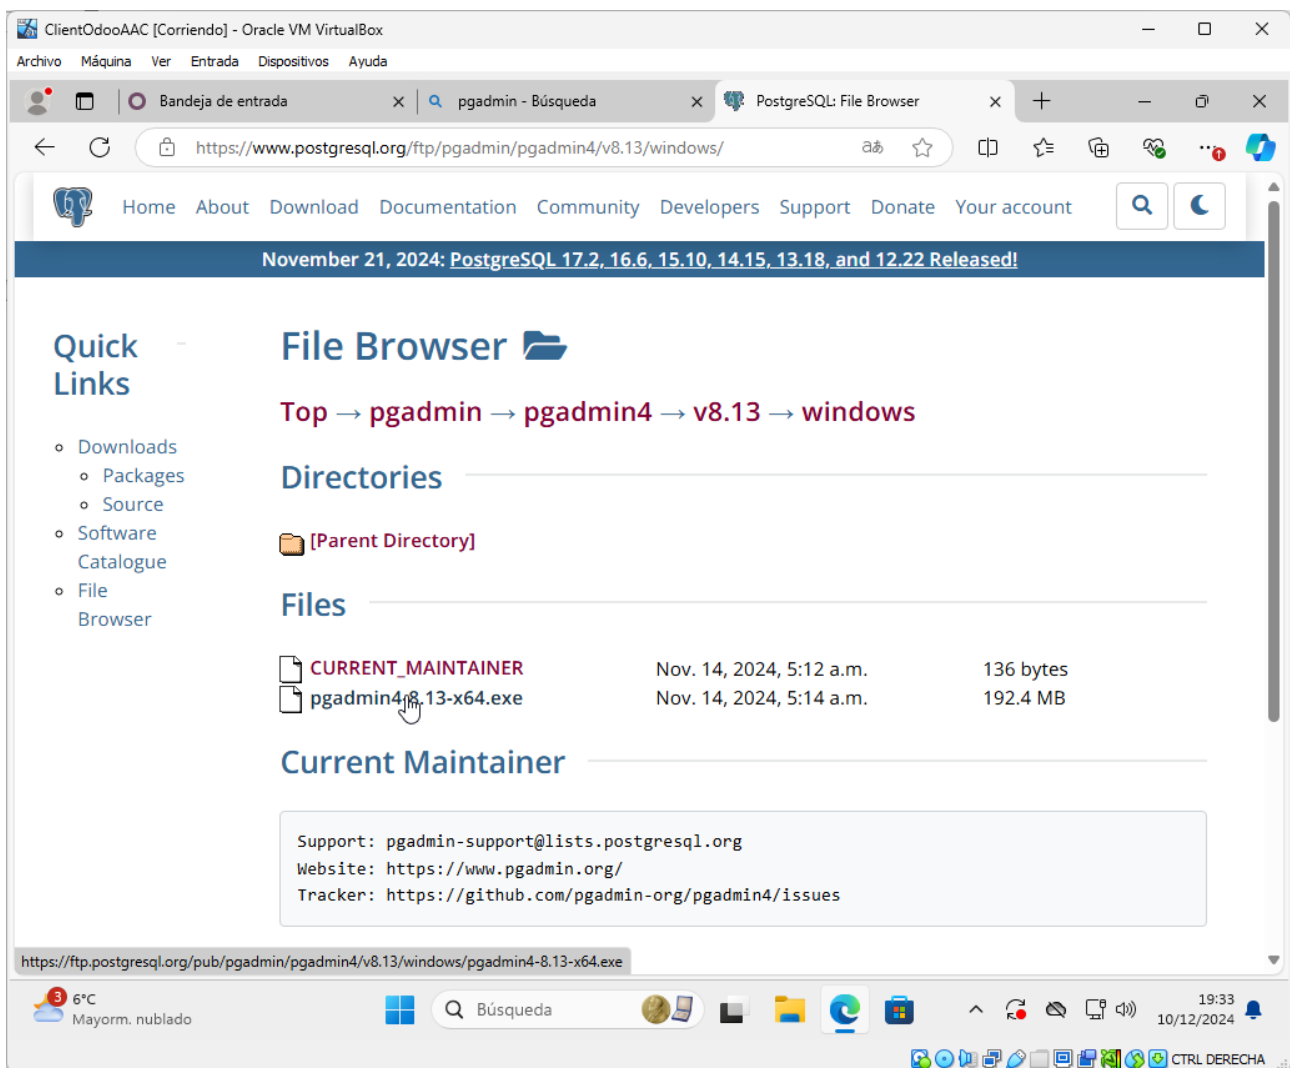 ClientOdooAAC [Corriendo] - Oracle VM VirtualBox
Archivo Máquina Ver Entrada Dispositivos Ayuda
Bandeja de entrada
pgadmin - Búsqueda
PostgreSQL: File Browser
https://www.postgresql.org/ftp/pgadmin/pgadmin4/v8.13/windows/
aあ
Home About Download Documentation Community Developers Support Donate Your account
November 21, 2024: PostgreSQL 17.2, 16.6, 15.10, 14.15, 13.18, and 12.22 Released!
Quick
Links
Downloads
Packages
Source
Software
Catalogue
File
Browser
File Browser
Top → pgadmin → pgadmin4 → v8.13 → windows
Directories
[Parent Directory]
Files
CURRENT_MAINTAINER Nov. 14, 2024, 5:12 a.m. 136 bytes
pgadmin4-8.13-x64.exe Nov. 14, 2024, 5:14 a.m. 192.4 MB
Current Maintainer
Support: pgadmin-support@lists.postgresql.org
Website: https://www.pgadmin.org/
Tracker: https://github.com/pgadmin-org/pgadmin4/issues
https://ftp.postgresql.org/pub/pgadmin/pgadmin4/v8.13/windows/pgadmin4-8.13-x64.exe
3
6°C
Mayorm. nublado
Búsqueda
19:33
10/12/2024
CTRL DERECHA